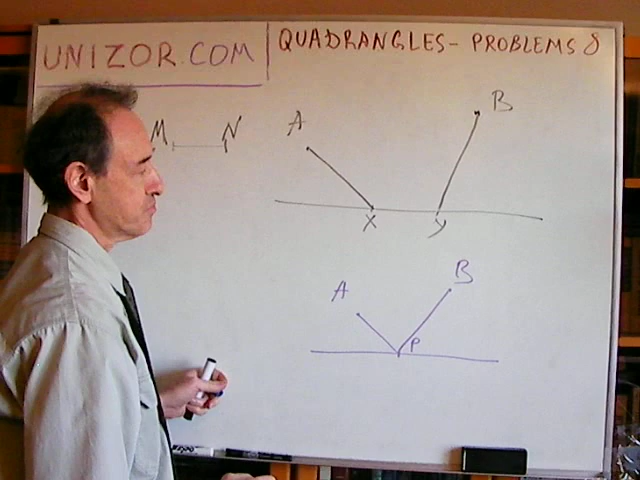 UNIZOR.COM
QUADRANGLES - PROBLEMS 8
M N
A B
X Y
A B
P